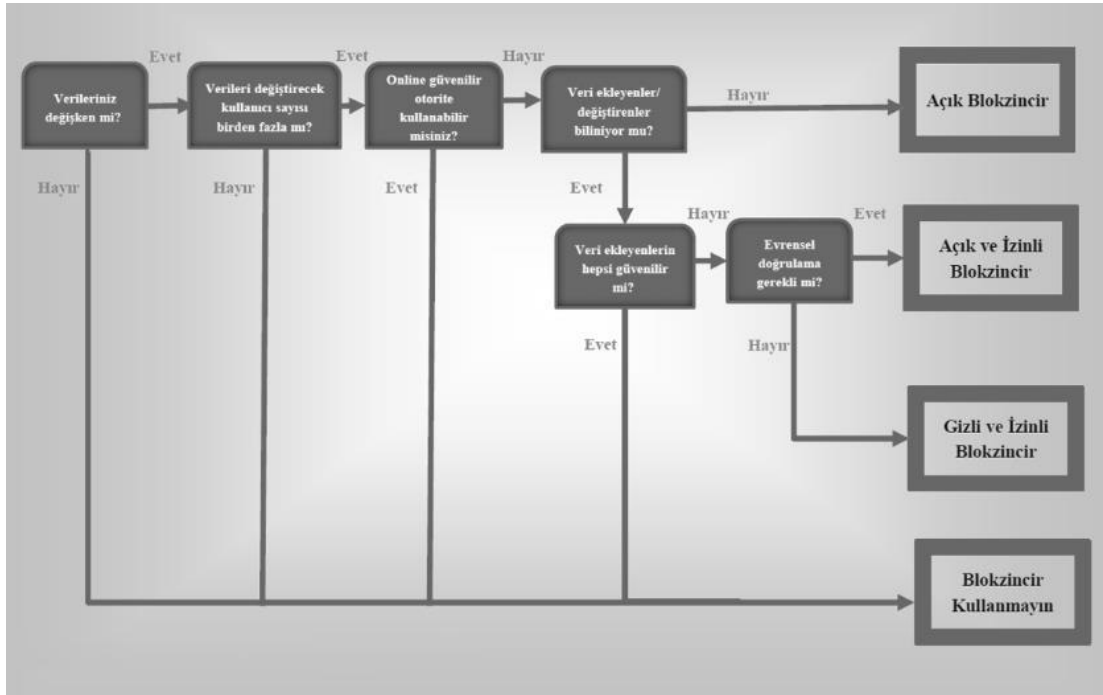 Evet
Evet
Hayır
Verileriniz
değişken mi?
Verileri değiştirecek
kullanıcı sayısı
birden fazla mı?
Online güvenilir
otorite
kullanabilir
misiniz?
Veri ekleyenler/
değiştirenler
biliniyor mu?
Hayır
Açık Blokzincir
Hayır
Hayır
Evet
Evet
Hayır
Evet
Veri ekleyenlerin
hepsi güvenilir
mi?
Evrensel
doğrulama
gerekli mi?
Açık ve İzinli
Blokzincir
Evet
Hayır
Gizli ve İzinli
Blokzincir
Blokzincir
Kullanmayın